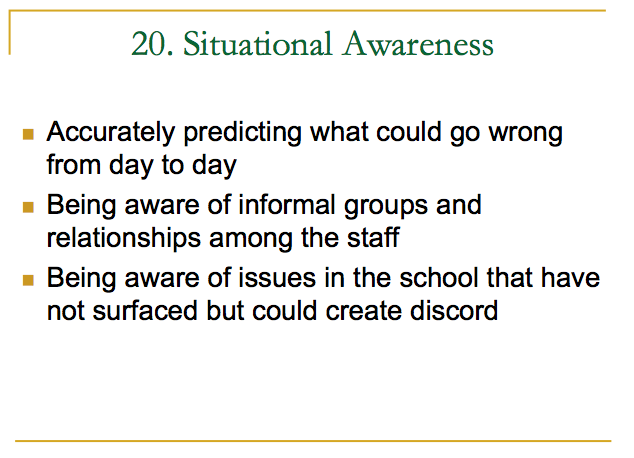 20. Situational Awareness
Accurately predicting what could go wrong
from day to day
Being aware of informal groups and
relationships among the staff
Being aware of issues in the school that have
not surfaced but could create discord